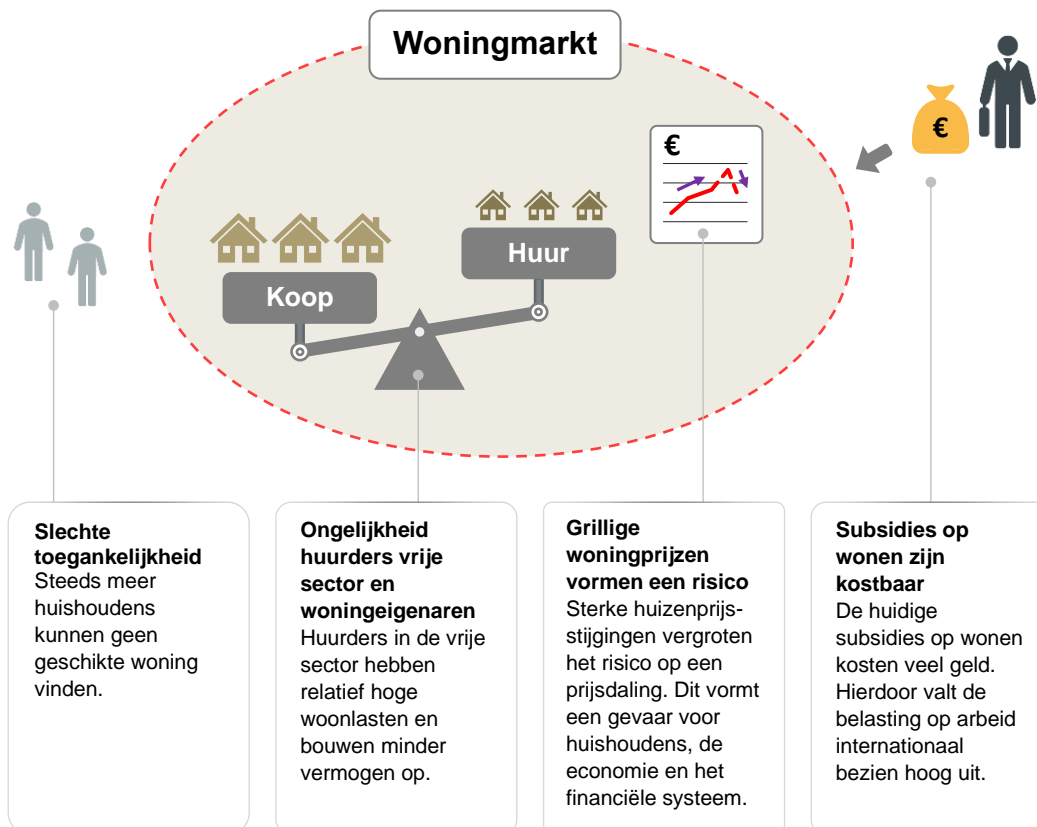 Woningmarkt
€
€
Huur
Koop
Slechte
toegankelijkheid
Steeds meer
huishoudens
kunnen geen
geschikte woning
vinden.
Ongelijkheid
huurders vrije
sector en
woningeigenaren
Huurders in de vrije
sector hebben
relatief hoge
woonlasten en
bouwen minder
vermogen op.
Grillige
woningprijzen
vormen een risico
Sterke huizenprijs-
stijgingen vergroten
het risico op een
prijsdaling. Dit vormt
een gevaar voor
huishoudens, de
economie en het
financiële systeem.
Subsidies op
wonen zijn
kostbaar
De huidige
subsidies op wonen
kosten veel geld.
Hierdoor valt de
belasting op arbeid
internationaal
bezien hoog uit.